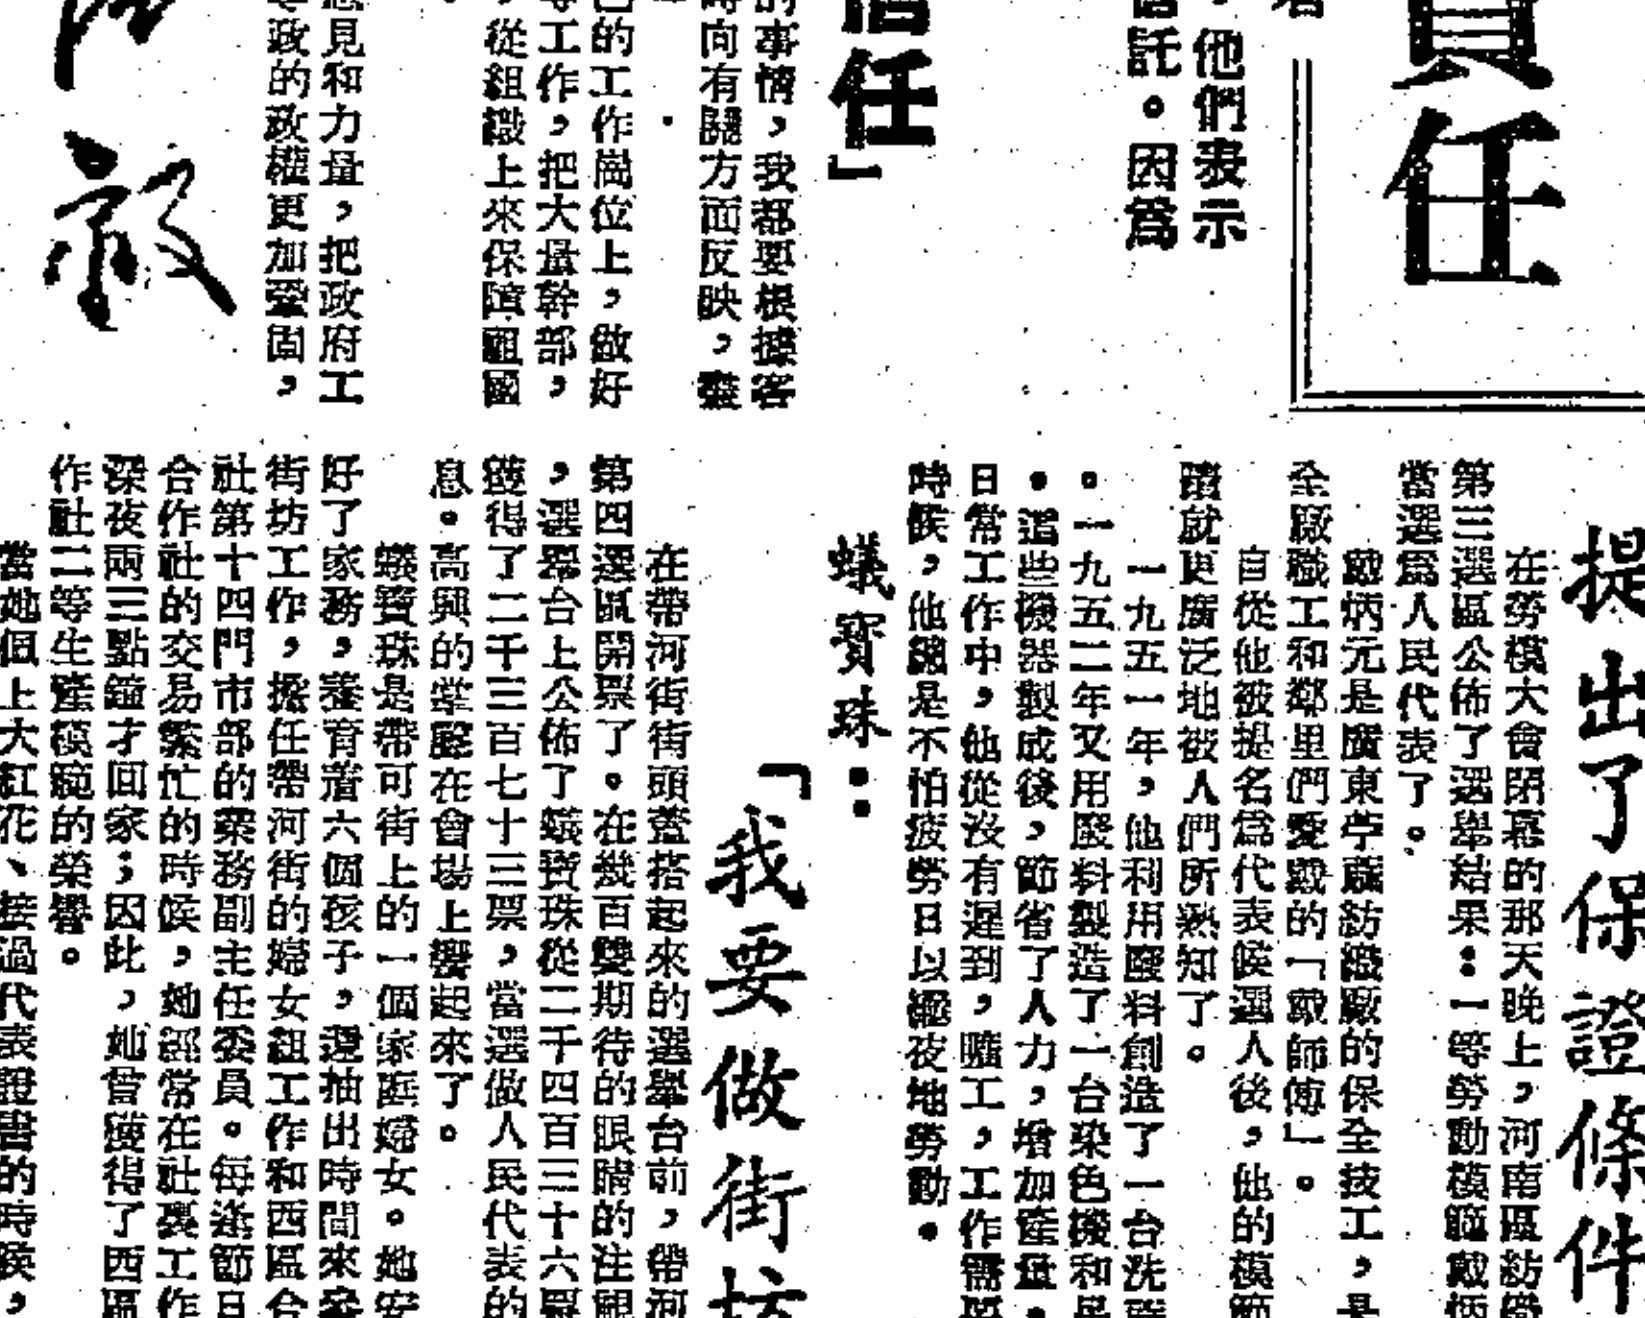 責任
，他們表示
信託。因爲
信任」
的事情，我都要根據客
時向有關方面反映，盡
己的工作崗位上，做好
等工作，把大量幹部，
，從組織上來保障祖國
意見和力量，把政府工
等政的政權更加鞏固，
提出了保證條件
在勞模大會閉幕的那天晚上，河南區紡織
第三選區公佈了選舉結果：一等勞動模範戴炳
當選爲人民代表了。
戴炳元是廣東苧蔴紡織廠的保全技工，是
全廠職工和鄰里們愛戴的「戴師傅」。
自從他被提名爲代表候選人後，他的模範
蹟就更廣泛地被人們所熟知了。
一九五一年，他利用廢料創造了一台洗
。一九五二年又用廢料製造了一台染色機和
。這些機器製成後，節省了人力，增加產量。
日常工作中，他從沒有遲到，曠工，工作需要
時候，他總是不怕疲勞日以繼夜地勞動。
蟻寶珠：
「我要做街坊
在帶河街街頭蓋搭起來的選舉台前，帶河
第四選區開票了。在幾百雙期待的眼睛的注視
，選舉台上公佈了蟻寶珠從二千四百三十六票
獲得了二千三百七十三票，當選做人民代表的
息。高興的掌聲在會場上響起來了。
蟻寶珠是帶河街上的一個家庭婦女。她安
好了家務，養育着六個孩子，還抽出時間來參
街坊工作，擔任帶河街的婦女組工作和西區合
社第十四門市部的業務副主任委員。每逢節日
合作社的交易繁忙的時候，她經常在社裏工作
深夜兩三點鐘才回家；因此，她曾獲得了西區
作社二等生產模範的榮譽。
當她佩上大紅花、接過代表證書的時候，